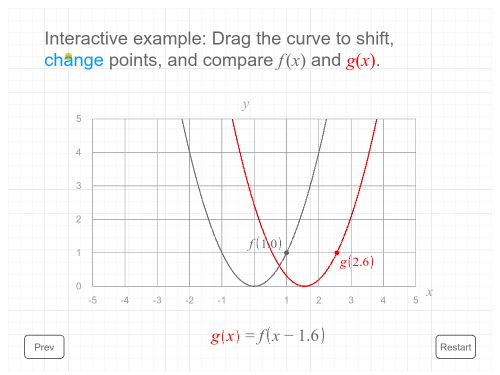 Interactive example: Drag the curve to shift,
change points, and compare f(x) and g(x).
y
5
4
3
2
1
0
f(1.0)
g(2.6)
-5 -4 -3 -2 -1 1 2 3 4 5
x
g(x) = f(x − 1.6)
Prev
Restart